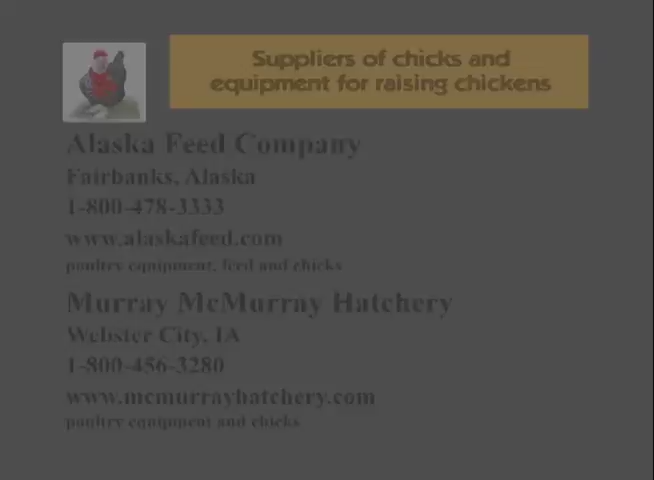 Suppliers of chicks and
equipment for raising chickens
Alaska Feed Company
Fairbanks, Alaska
1-800-478-3333
www.alaskafeed.com
poultry equipment, feed and chicks
Murray McMurray Hatchery
Webster City, IA
1-800-456-3280
www.mcmurrayhatchery.com
poultry equipment and chicks